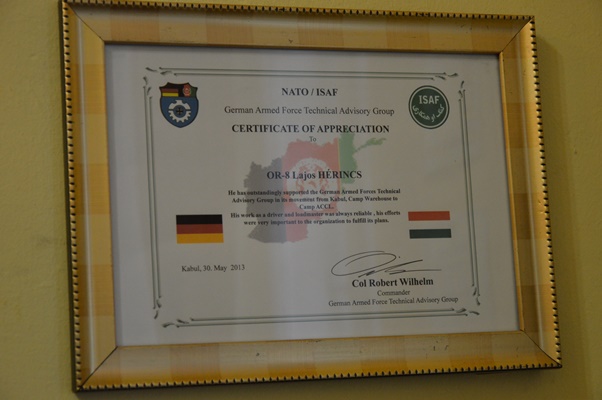 NATO / ISAF
German Armed Force Technical Advisory Group
CERTIFICATE OF APPRECIATION
To
OR-8 Lajos HÉRINCS
He has outstandingly supported the German Armed Forces Technical
Advisory Group in its movement from Kabul, Camp Warehouse to
Camp ACCL.
His work as a driver and loadmaster was always reliable , his efforts
were very important to the organization to fulfill its plans.
Kabul, 30. May 2013
Col Robert Wilhelm
Commander
German Armed Force Technical Advisory Group
ISAF